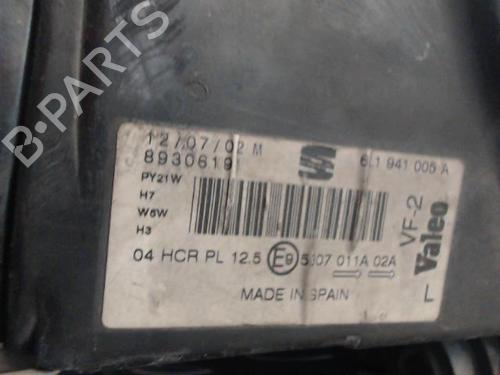 B-PARTS
12/07/02 M
89306191
6L1 941 005 A
PY21W
H7
W5W
H3
VF-2
Valeo
04 HCR PL 12.5 E9 5307 011A 02A
MADE IN SPAIN
L